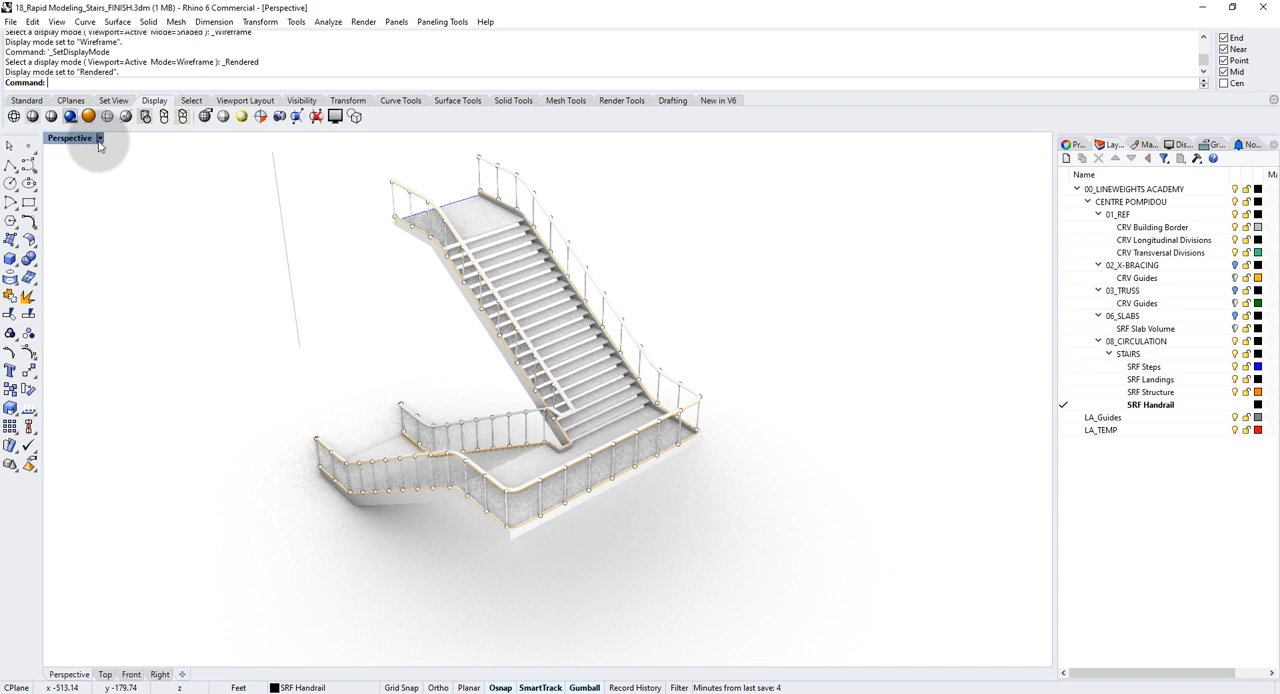 18_Rapid Modeling_Stairs_FINISH.3dm (1 MB) - Rhino 6 Commercial - [Perspective]
File Edit View Curve Surface Solid Mesh Dimension Transform Tools Analyze Render Panels Paneling Tools Help
Select a display mode ( Viewport=Active Mode=Shaded ): _Wireframe
Display mode set to "Wireframe".
Command: '_SetDisplayMode
Select a display mode ( Viewport=Active Mode=Wireframe ): _Rendered
Display mode set to "Rendered".
Command:
End
Near
Point
Mid
Cen
Standard CPlanes Set View Display Select Viewport Layout Visibility Transform Curve Tools Surface Tools Solid Tools Mesh Tools Render Tools Drafting New in V6
Perspective
Pr... Lay... Ma... Dis... Gr... No...
Name
00_LINEWEIGHTS ACADEMY
CENTRE POMPIDOU
01_REF
CRV Building Border
CRV Longitudinal Divisions
CRV Transversal Divisions
02_X-BRACING
CRV Guides
03_TRUSS
CRV Guides
06_SLABS
SRF Slab Volume
08_CIRCULATION
STAIRS
SRF Steps
SRF Landings
SRF Structure
SRF Handrail
LA_Guides
LA_TEMP
Perspective Top Front Right
CPlane x -513.14 y -179.74 z Feet SRF Handrail Grid Snap Ortho Planar Osnap SmartTrack Gumball Record History Filter Minutes from last save: 4